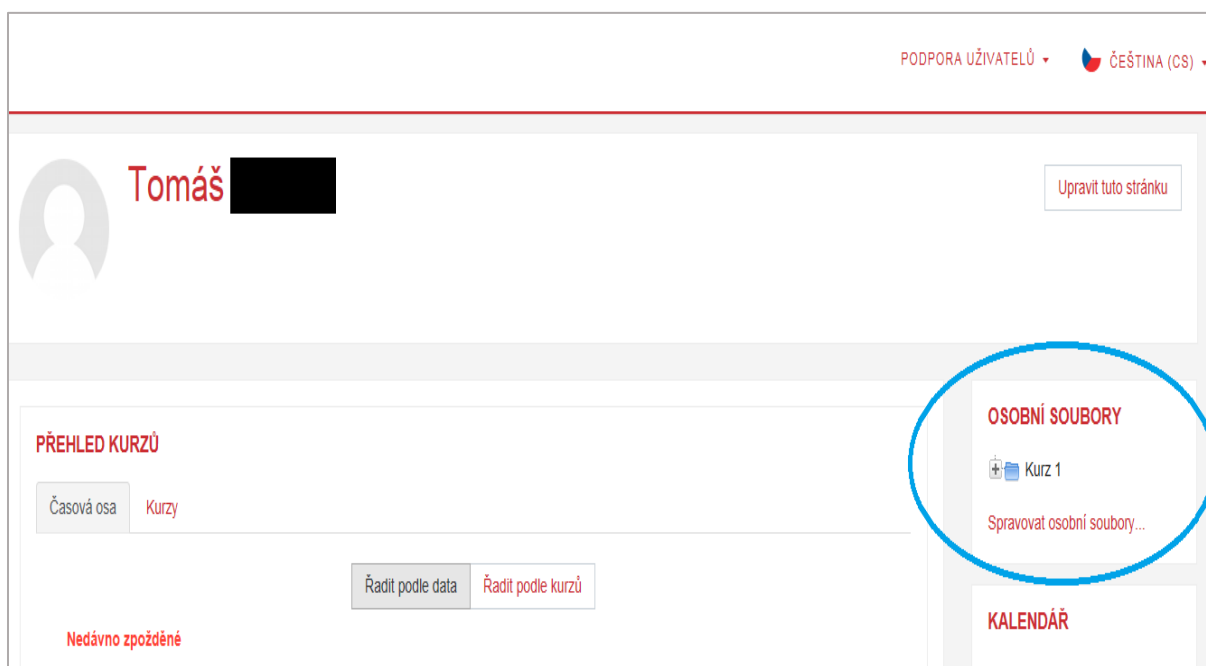 PODPORA UŽIVATELŮ
ČEŠTINA (CS)
Tomáš
Upravit tuto stránku
OSOBNÍ SOUBORY
Kurz 1
Spravovat osobní soubory...
PŘEHLED KURZŮ
Časová osa
Kurzy
Řadit podle data
Řadit podle kurzů
Nedávno zpožděné
KALENDÁŘ